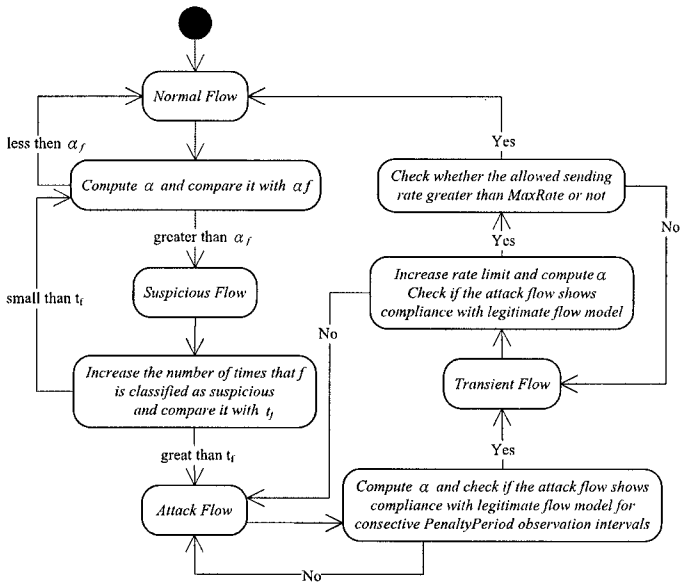 Normal Flow
less then α f
Compute α and compare it with α f
greater than α f
Suspicious Flow
small than tf
Increase the number of times that f
is classified as suspicious
and compare it with tf
great than tf
Attack Flow
No
Compute α and check if the attack flow shows
compliance with legitimate flow model for
consective PenaltyPeriod observation intervals
Yes
Transient Flow
Increase rate limit and compute α
Check if the attack flow shows
compliance with legitimate flow model
No
Yes
Check whether the allowed sending
rate greater than MaxRate or not
No
Yes